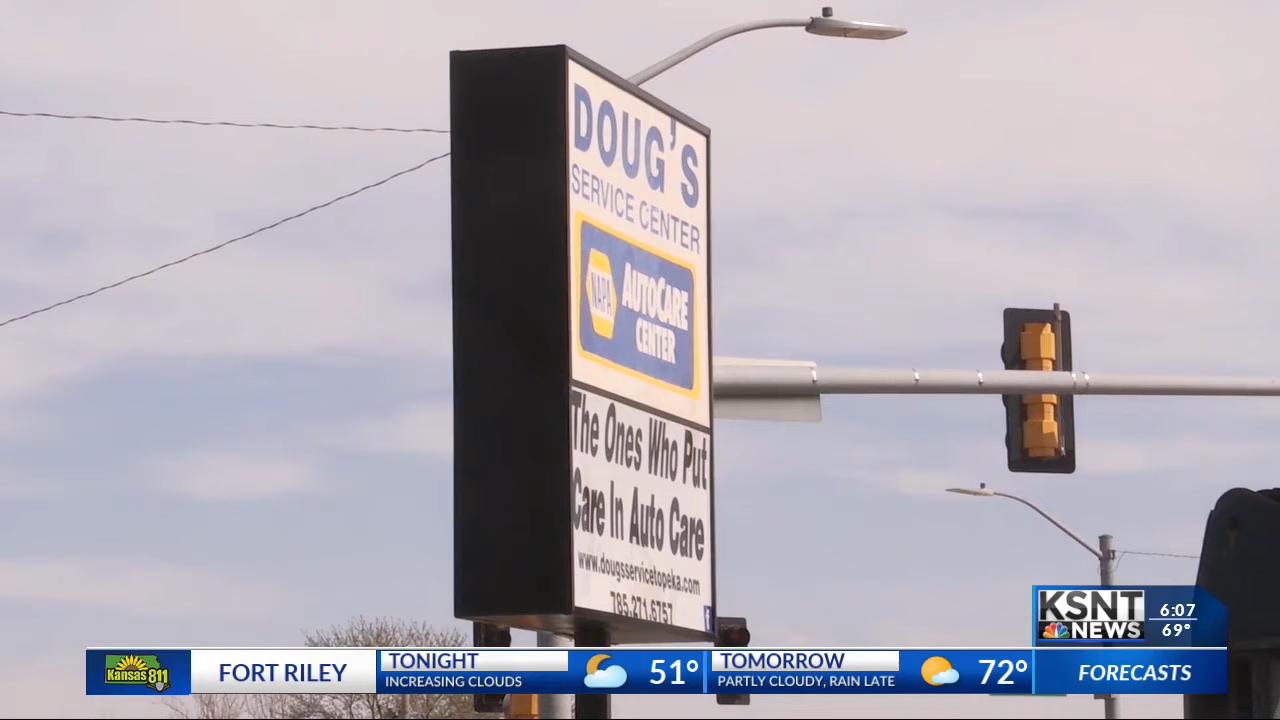 DOUG'S
SERVICE CENTER
NAPA
AUTOCARE
CENTER
The Ones Who Put
Care In Auto Care
www.dougsservicetopeka.com
785.271.6757
f
KSNT
NEWS
6:07
69°
Kansas 811
FORT RILEY
TONIGHT
INCREASING CLOUDS
51°
TOMORROW
PARTLY CLOUDY, RAIN LATE
72°
FORECASTS